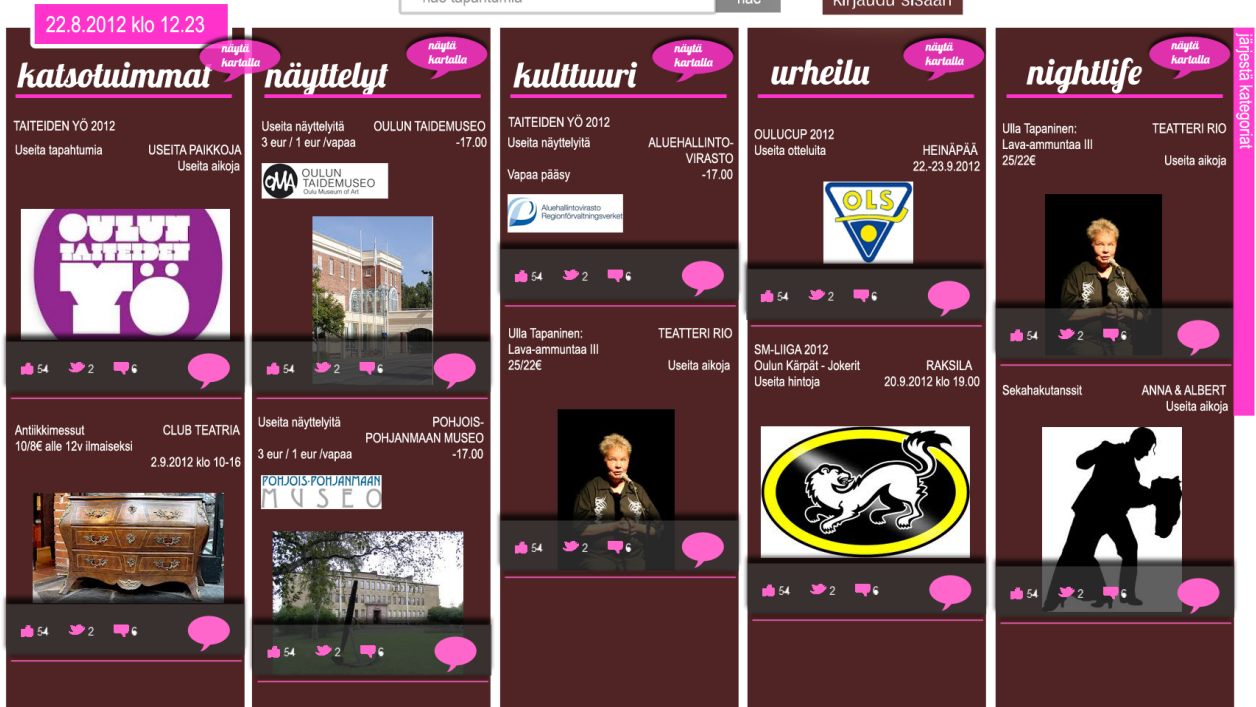 hae tapahtumia
hae
kirjaudu sisään
22.8.2012 klo 12.23
järjestä kategoriat
katsotuimmat
näytä
kartalla
TAITEIDEN YÖ 2012
Useita tapahtumia USEITA PAIKKOJA
Useita aikoja
OULUN
TAITEIDEN
YÖ
54 2 6
Antiikkimessut CLUB TEATRIA
10/8€ alle 12v ilmaiseksi
2.9.2012 klo 10-16
54 2 6
näyttelyt
näytä
kartalla
Useita näyttelyitä OULUN TAIDEMUSEO
3 eur / 1 eur /vapaa -17.00
OMA OULUN
TAIDEMUSEO
Oulu Museum of Art
54 2 6
Useita näyttelyitä POHJOIS-
POHJANMAAN MUSEO
3 eur / 1 eur /vapaa -17.00
POHJOIS-POHJANMAAN
MUSEO
54 2 6
kulttuuri
näytä
kartalla
TAITEIDEN YÖ 2012
Useita näyttelyitä ALUEHALLINTO-
VIRASTO
Vapaa pääsy -17.00
Aluehallintovirasto
Regionförvaltningsverket
54 2 6
Ulla Tapaninen: TEATTERI RIO
Lava-ammuntaa III
25/22€ Useita aikoja
54 2 6
urheilu
näytä
kartalla
OULUCUP 2012
Useita otteluita HEINÄPÄÄ
22.-23.9.2012
OLS
54 2 6
SM-LIIGA 2012
Oulun Kärpät - Jokerit RAKSILA
Useita hintoja 20.9.2012 klo 19.00
54 2 6
nightlife
näytä
kartalla
Ulla Tapaninen: TEATTERI RIO
Lava-ammuntaa III
25/22€ Useita aikoja
54 2 6
Sekahakutanssit ANNA & ALBERT
Useita aikoja
54 2 6